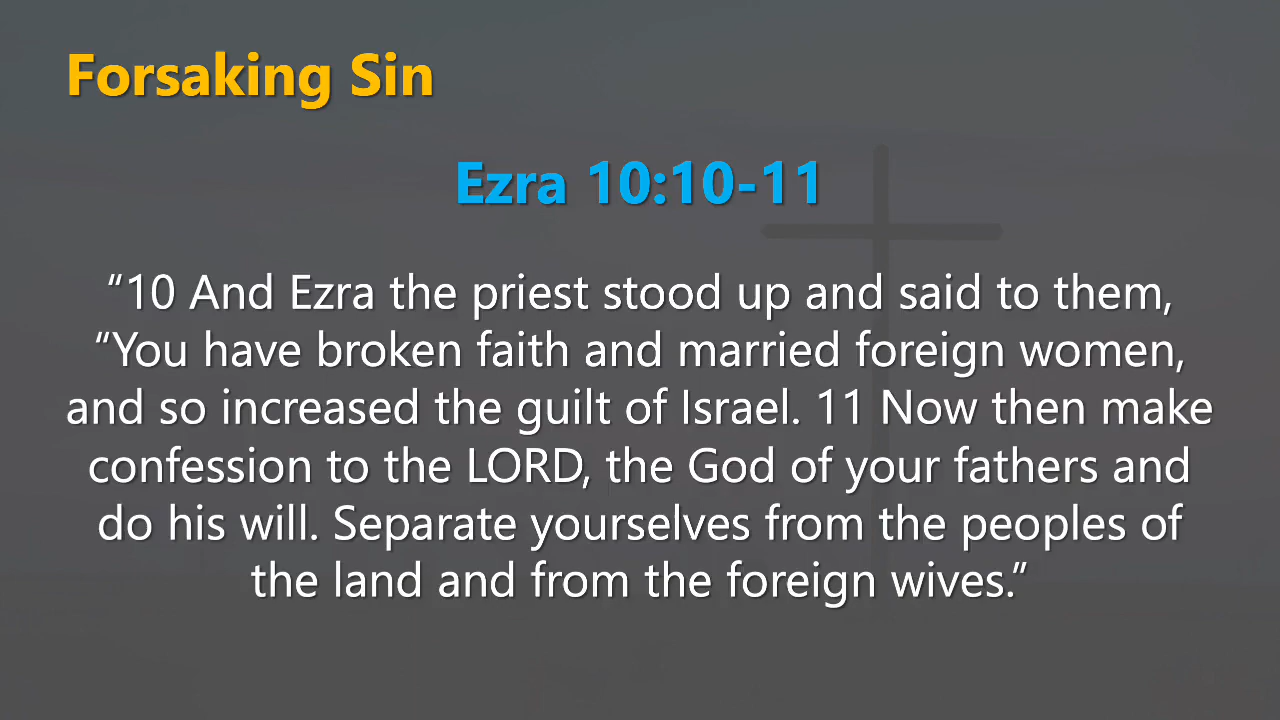 Forsaking Sin
Ezra 10:10-11
“10 And Ezra the priest stood up and said to them,
“You have broken faith and married foreign women,
and so increased the guilt of Israel. 11 Now then make
confession to the LORD, the God of your fathers and
do his will. Separate yourselves from the peoples of
the land and from the foreign wives.”